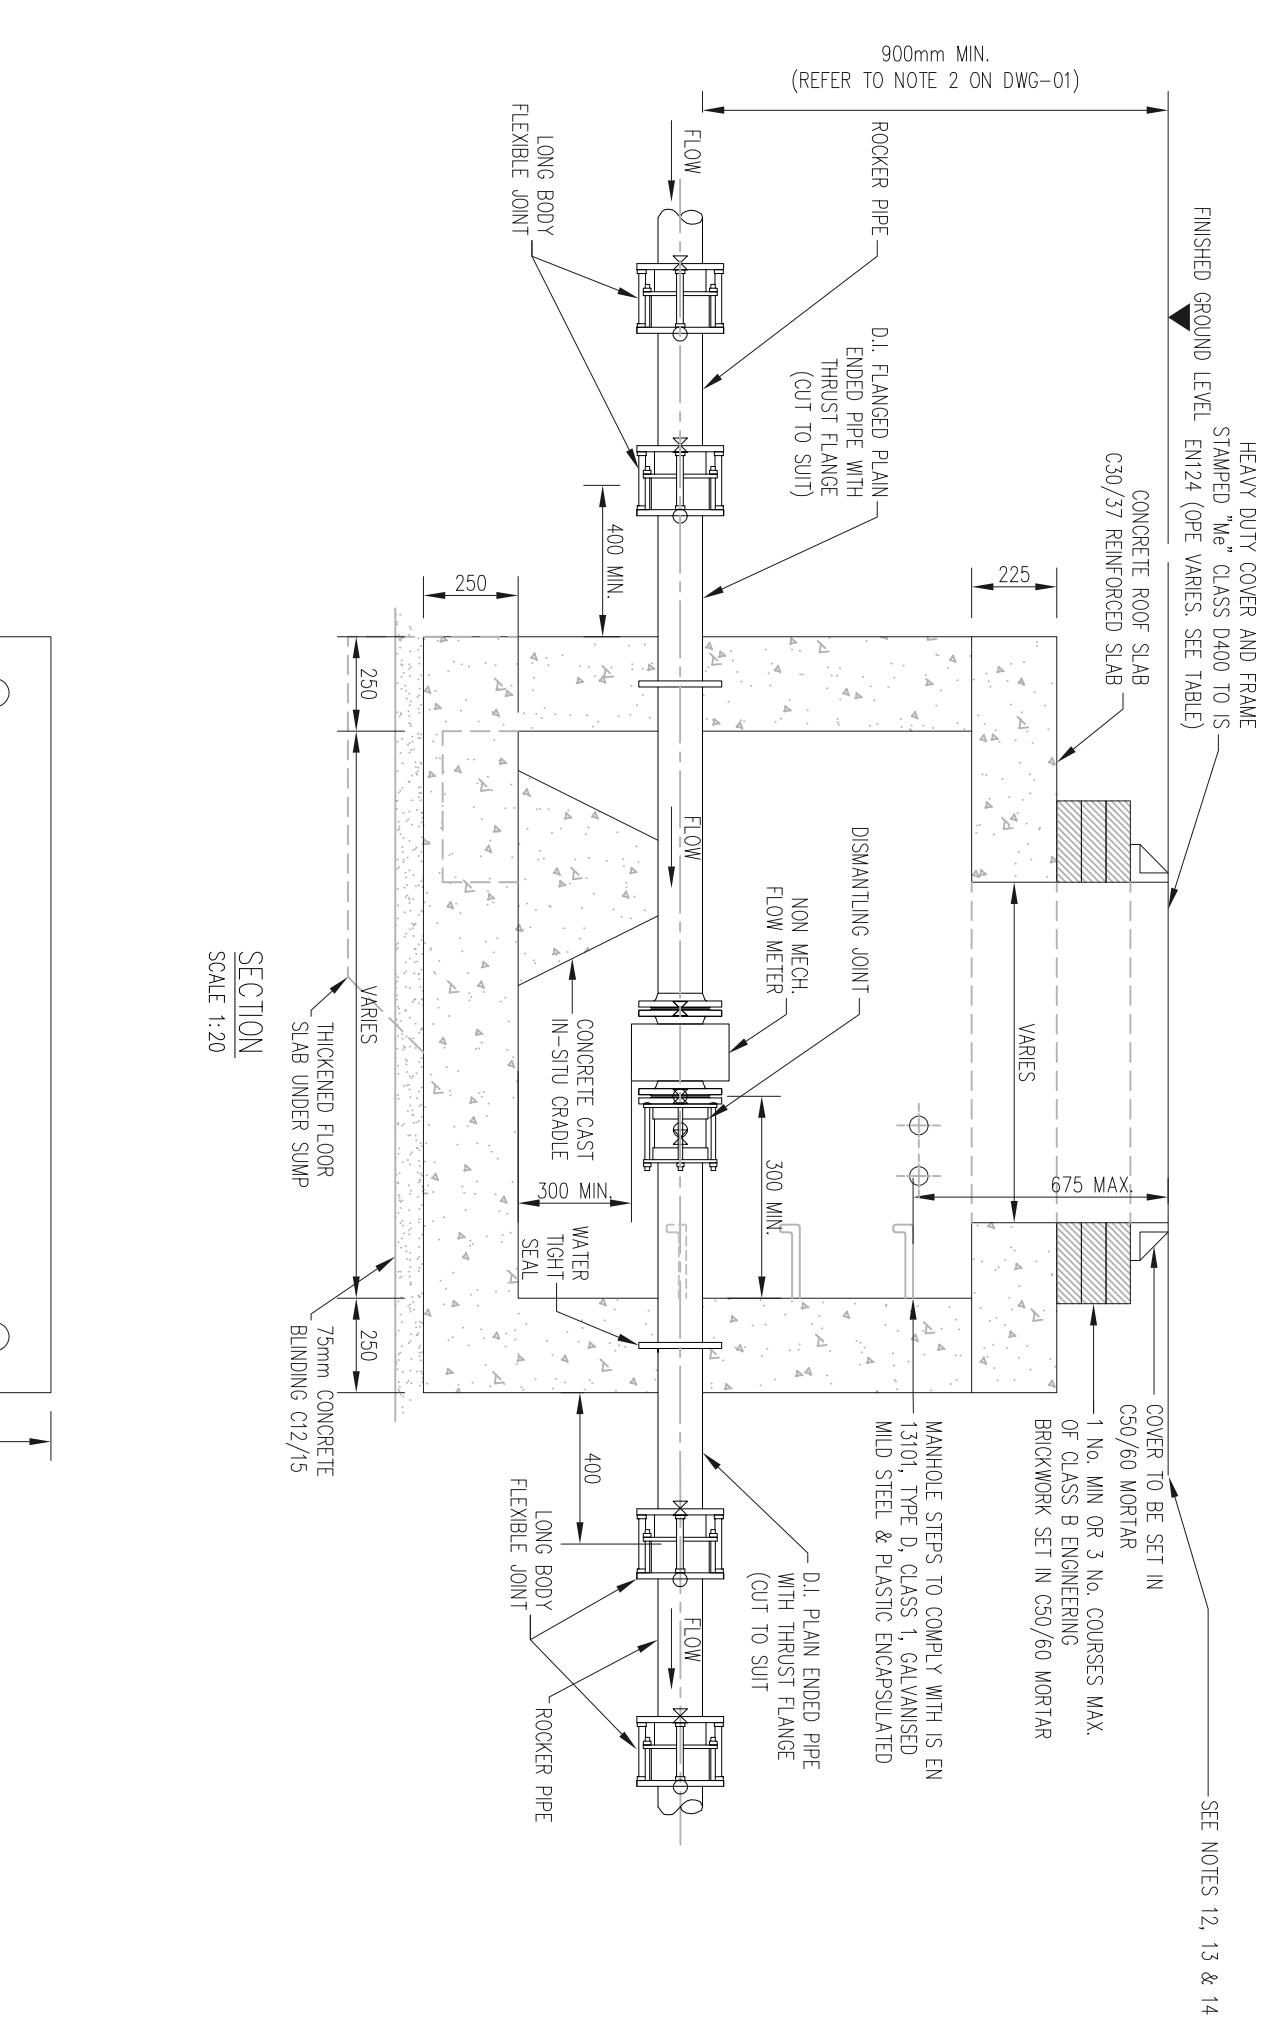 900mm MIN.
(REFER TO NOTE 2 ON DWG-01)
FINISHED GROUND LEVEL
HEAVY DUTY COVER AND FRAME
STAMPED "Me" CLASS D400 TO IS
EN124 (OPE VARIES. SEE TABLE)
CONCRETE ROOF SLAB
C30/37 REINFORCED SLAB
225
SEE NOTES 12, 13 & 14
COVER TO BE SET IN
C50/60 MORTAR
1 No. MIN OR 3 No. COURSES MAX.
OF CLASS B ENGINEERING
BRICKWORK SET IN C50/60 MORTAR
MANHOLE STEPS TO COMPLY WITH IS EN
13101, TYPE D, CLASS 1, GALVANISED
MILD STEEL & PLASTIC ENCAPSULATED
VARIES
675 MAX.
ROCKER PIPE
D.I. FLANGED PLAIN
ENDED PIPE WITH
THRUST FLANGE
(CUT TO SUIT)
DISMANTLING JOINT
NON MECH.
FLOW METER
300 MIN.
D.I. PLAIN ENDED PIPE
WITH THRUST FLANGE
(CUT TO SUIT
FLOW
FLOW
FLOW
LONG BODY
FLEXIBLE JOINT
400 MIN.
250
CONCRETE CAST
IN-SITU CRADLE
300 MIN.
WATER
TIGHT
SEAL
400
LONG BODY
FLEXIBLE JOINT
ROCKER PIPE
250
VARIES
250
THICKENED FLOOR
SLAB UNDER SUMP
75mm CONCRETE
BLINDING C12/15
SECTION
SCALE 1:20